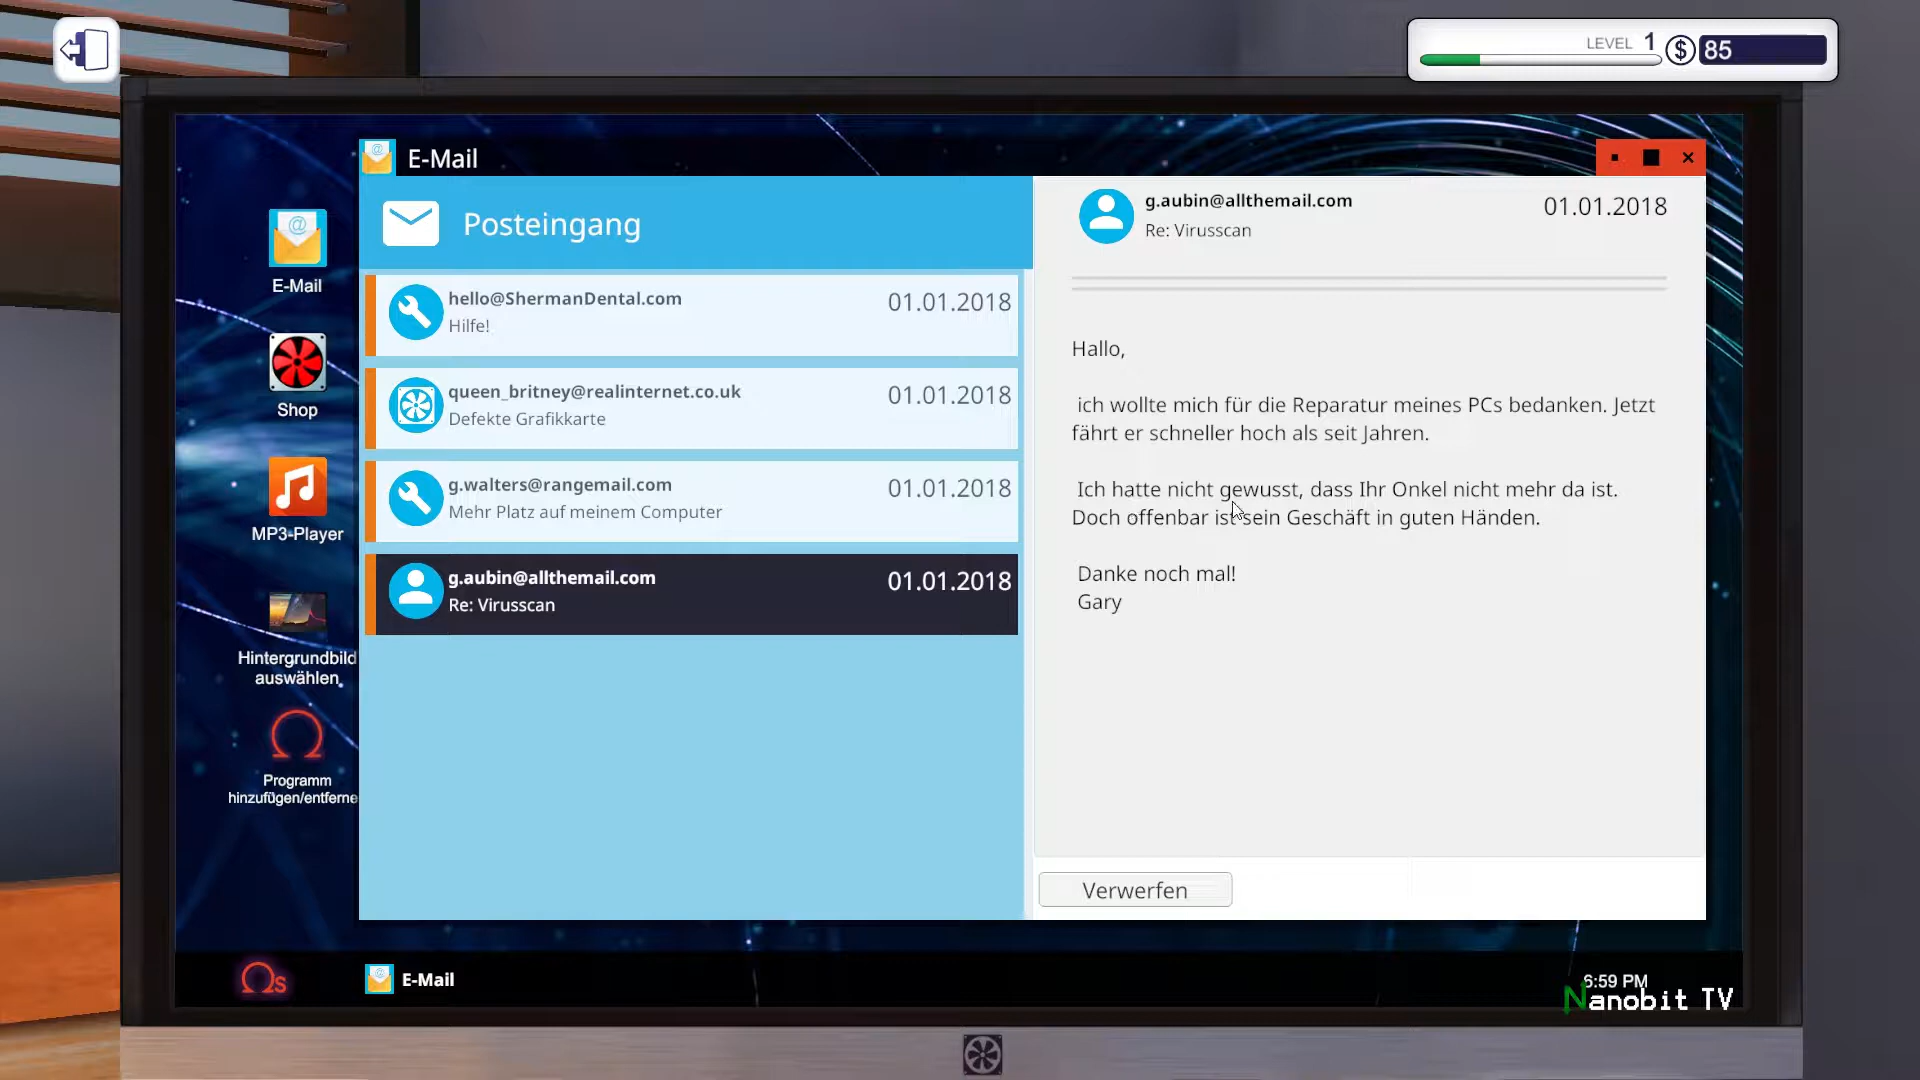 LEVEL 1
85
E-Mail
Posteingang
g.aubin@allthemail.com
01.01.2018
Re: Virusscan
E-Mail
hello@ShermanDental.com
01.01.2018
Hilfe!
Hallo,
Shop
queen_britney@realinternet.co.uk
01.01.2018
Defekte Grafikkarte
ich wollte mich für die Reparatur meines PCs bedanken. Jetzt
fährt er schneller hoch als seit Jahren.
MP3-Player
g.walters@rangemail.com
01.01.2018
Mehr Platz auf meinem Computer
Ich hatte nicht gewusst, dass Ihr Onkel nicht mehr da ist.
Doch offenbar ist sein Geschäft in guten Händen.
g.aubin@allthemail.com
01.01.2018
Re: Virusscan
Danke noch mal!
Gary
Hintergrundbild
auswählen
Programm
hinzufügen/entferne
Verwerfen
Ωs
E-Mail
6:59 PM
Nanobit TV